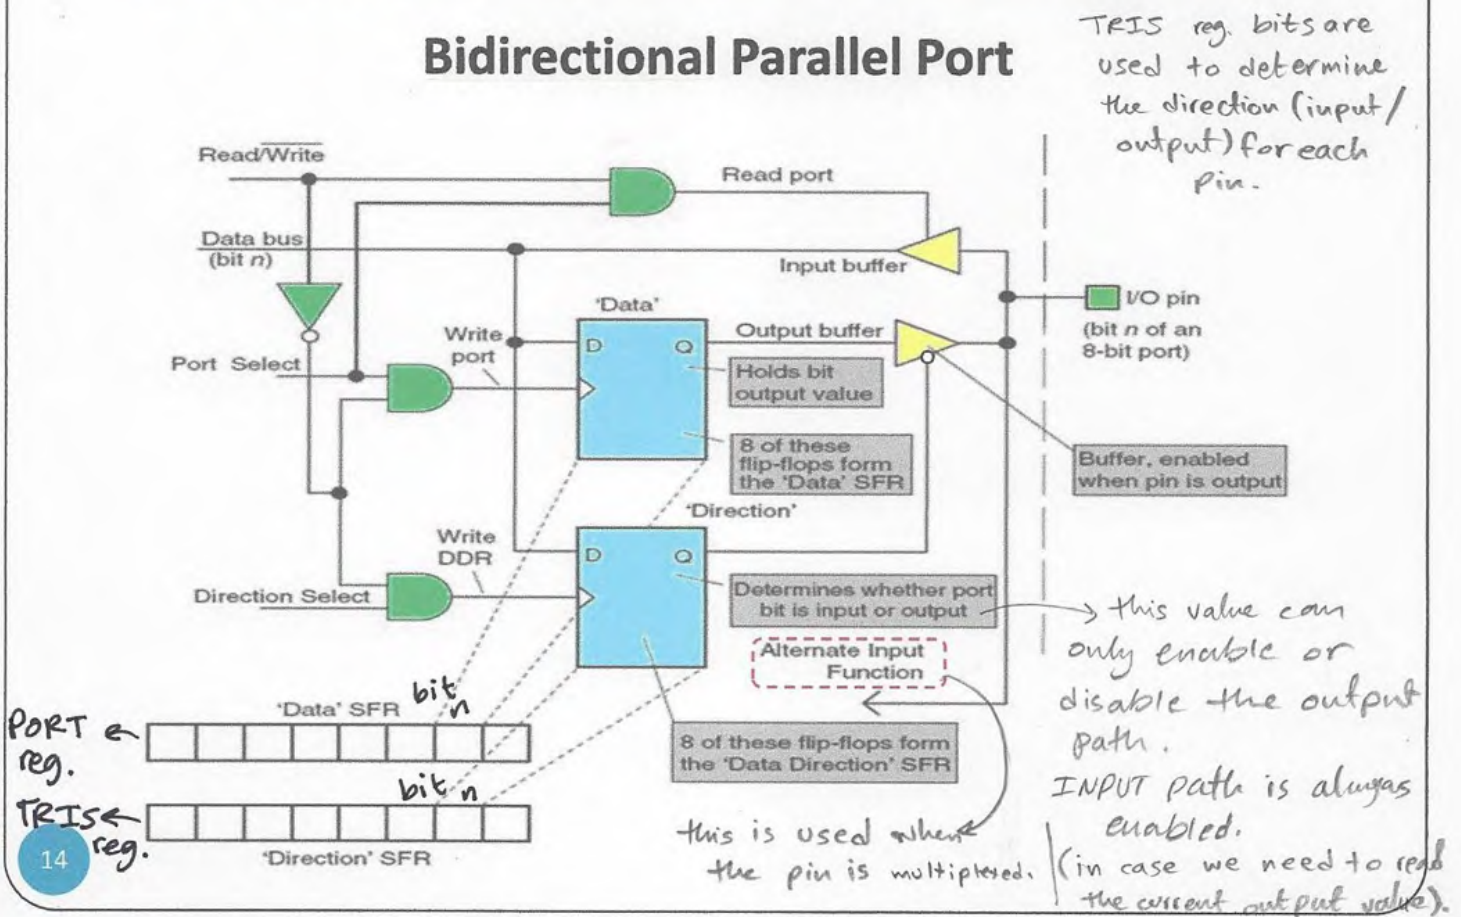 Bidirectional Parallel Port
TRIS reg. bits are
used to determine
the direction (input/
output) for each
pin.
Read/Write
Read port
Data bus
(bit n)
Input buffer
I/O pin
(bit n of an
8-bit port)
'Data'
Write
port
D
Q
Output buffer
Port Select
Holds bit
output value
8 of these
flip-flops form
the 'Data' SFR
Buffer, enabled
when pin is output
'Direction'
Write
DDR
D
Q
Direction Select
Determines whether port
bit is input or output
this value can
only enable or
disable the output
path.
INPUT path is always
enabled.
(in case we need to read
the current output value).
Alternate Input
Function
this is used when
the pin is multiplexed.
8 of these flip-flops form
the 'Data Direction' SFR
'Data' SFR
bit
n
PORT
reg.
bit n
TRIS
reg.
'Direction' SFR
14